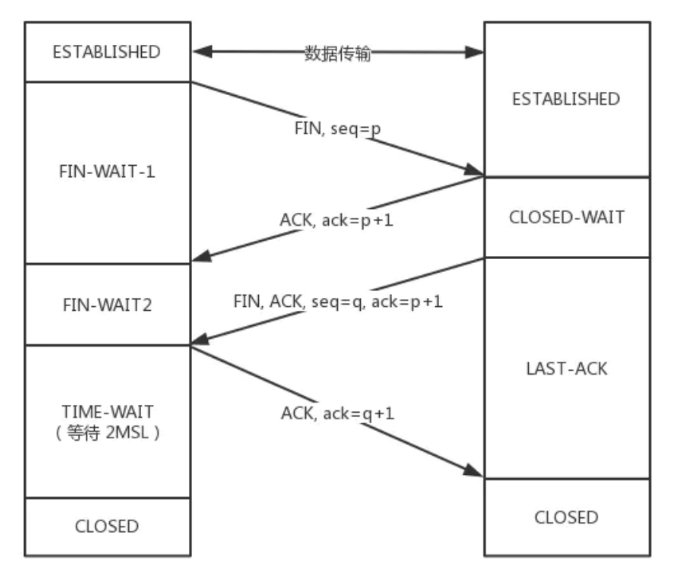 ESTABLISHED
数据传输
ESTABLISHED
FIN, seq=p
FIN-WAIT-1
ACK, ack=p+1
CLOSED-WAIT
FIN-WAIT2
FIN, ACK, seq=q, ack=p+1
LAST-ACK
TIME-WAIT
（等待 2MSL）
ACK, ack=q+1
CLOSED
CLOSED